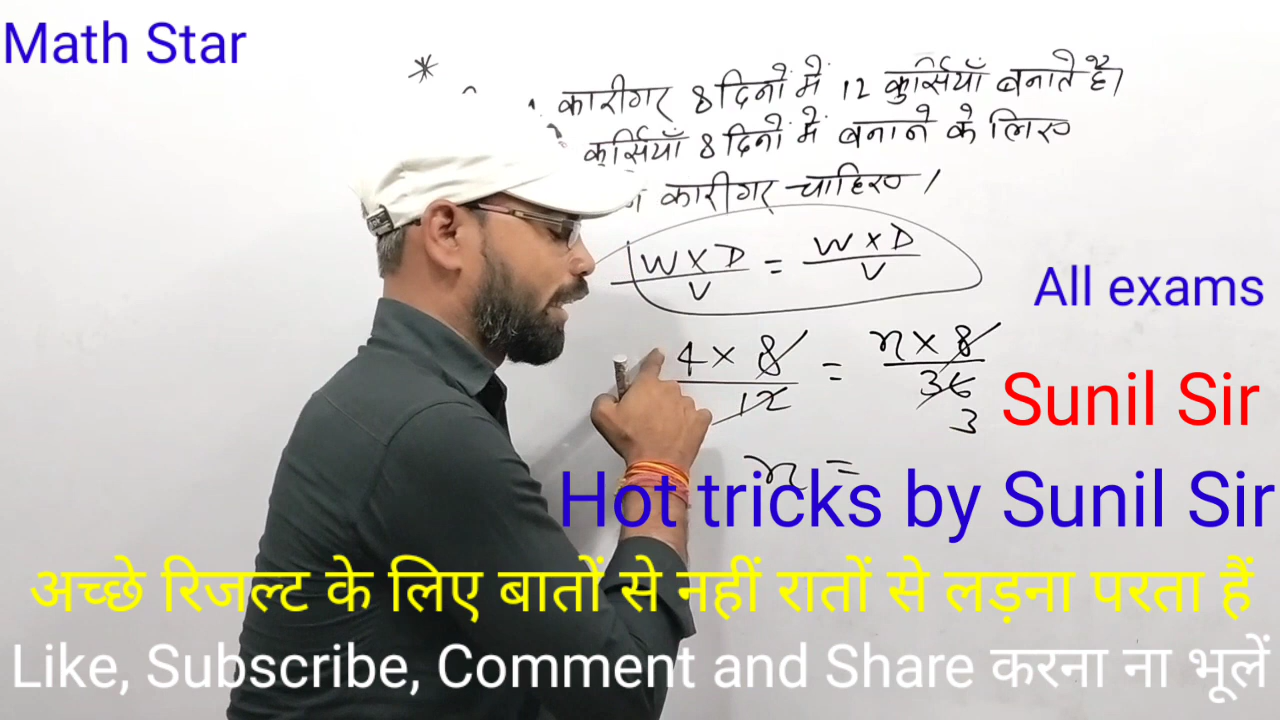 Math Star
* कारीगर 8 दिनों में 12 कुर्सियाँ बनाते है।
कुर्सियाँ 8 दिनों में बनाने के लिए
कारीगर चाहिए।
W×D/V = W×D/V
All exams
4×8/12 = n×8/36
3
Sunil Sir
n =
Hot tricks by Sunil Sir
अच्छे रिजल्ट के लिए बातों से नहीं रातों से लड़ना परता हैं
Like, Subscribe, Comment and Share करना ना भूलें